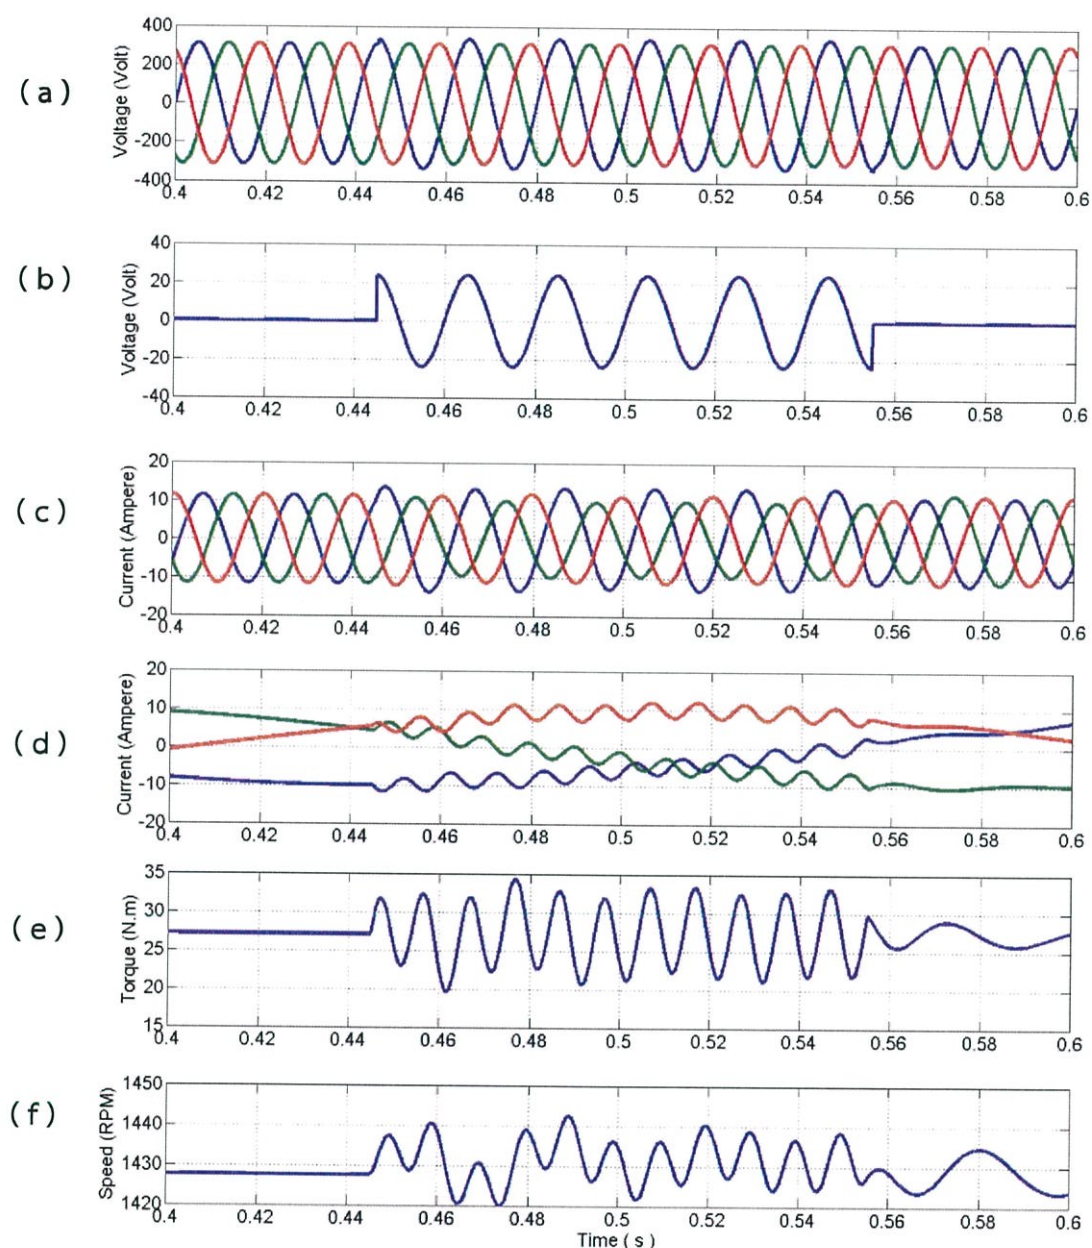 (a)
Voltage (Volt)
400
200
0
-200
-400
0.4 0.42 0.44 0.46 0.48 0.5 0.52 0.54 0.56 0.58 0.6
(b)
Voltage (Volt)
40
20
0
-20
-40
0.4 0.42 0.44 0.46 0.48 0.5 0.52 0.54 0.56 0.58 0.6
(c)
Current (Ampere)
20
10
0
-10
-20
0.4 0.42 0.44 0.46 0.48 0.5 0.52 0.54 0.56 0.58 0.6
(d)
Current (Ampere)
20
10
0
-10
-20
0.4 0.42 0.44 0.46 0.48 0.5 0.52 0.54 0.56 0.58 0.6
(e)
Torque (N.m)
35
30
25
20
15
0.4 0.42 0.44 0.46 0.48 0.5 0.52 0.54 0.56 0.58 0.6
(f)
Speed (RPM)
1450
1440
1430
1420
0.4 0.42 0.44 0.46 0.48 0.5 0.52 0.54 0.56 0.58 0.6
Time ( s )